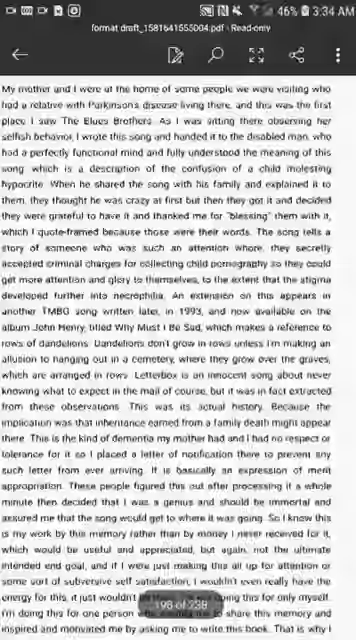 46% 3:34 AM
format draft_1581641555004.pdf - Read-only
My mother and I were at the home of some people we were visiting who
had a relative with Parkinson's disease living there, and this was the first
place I saw The Blues Brothers. As I was sitting there observing her
selfish behavior, I wrote this song and handed it to the disabled man, who
had a perfectly functional mind and fully understood the meaning of this
song, which is a description of the confusion of a child molesting
hypocrite. When he shared the song with his family and explained it to
them, they thought he was crazy at first but then they got it and decided
they were grateful to have it and thanked me for "blessing" them with it,
which I quote-framed because those were their words. The song tells a
story of someone who was such an attention whore, they secretly
accepted criminal charges for collecting child pornography so they could
get more attention and glory to themselves, to the extent that the stigma
developed further into necrophilia. An extension on this appears in
another TMBG song written later, in 1993, and now available on the
album John Henry, titled Why Must I Be Sad, which makes a reference to
rows of dandelions. Dandelions don't grow in rows unless I'm making an
allusion to hanging out in a cemetery, where they grow over the graves,
which are arranged in rows. Letterbox is an innocent song about never
knowing what to expect in the mail of course, but it was in fact extracted
from these observations. This was its actual history. Because the
implication was that inheritance earned from a family death might appear
there. This is the kind of dementia my mother had and I had no respect or
tolerance for it so I placed a letter of notification there to prevent any
such letter from ever arriving. It is basically an expression of merit
appropriation. These people figured this out after processing it a whole
minute then decided that I was a genius and should be immortal and
assured me that the song would get to where it was going. So I know this
is my work by this memory rather than by money I never received for it,
which would be useful and appreciated, but again, not the ultimate
intended end goal, and if I were just making this all up for attention or
some sort of subversive self satisfaction, I wouldn't even really have the
energy for this, it just wouldn't doing this for only myself.
I'm doing this for one person who to share this memory and
inspired and motivated me by asking me to write this book. That is why I
198 of 238